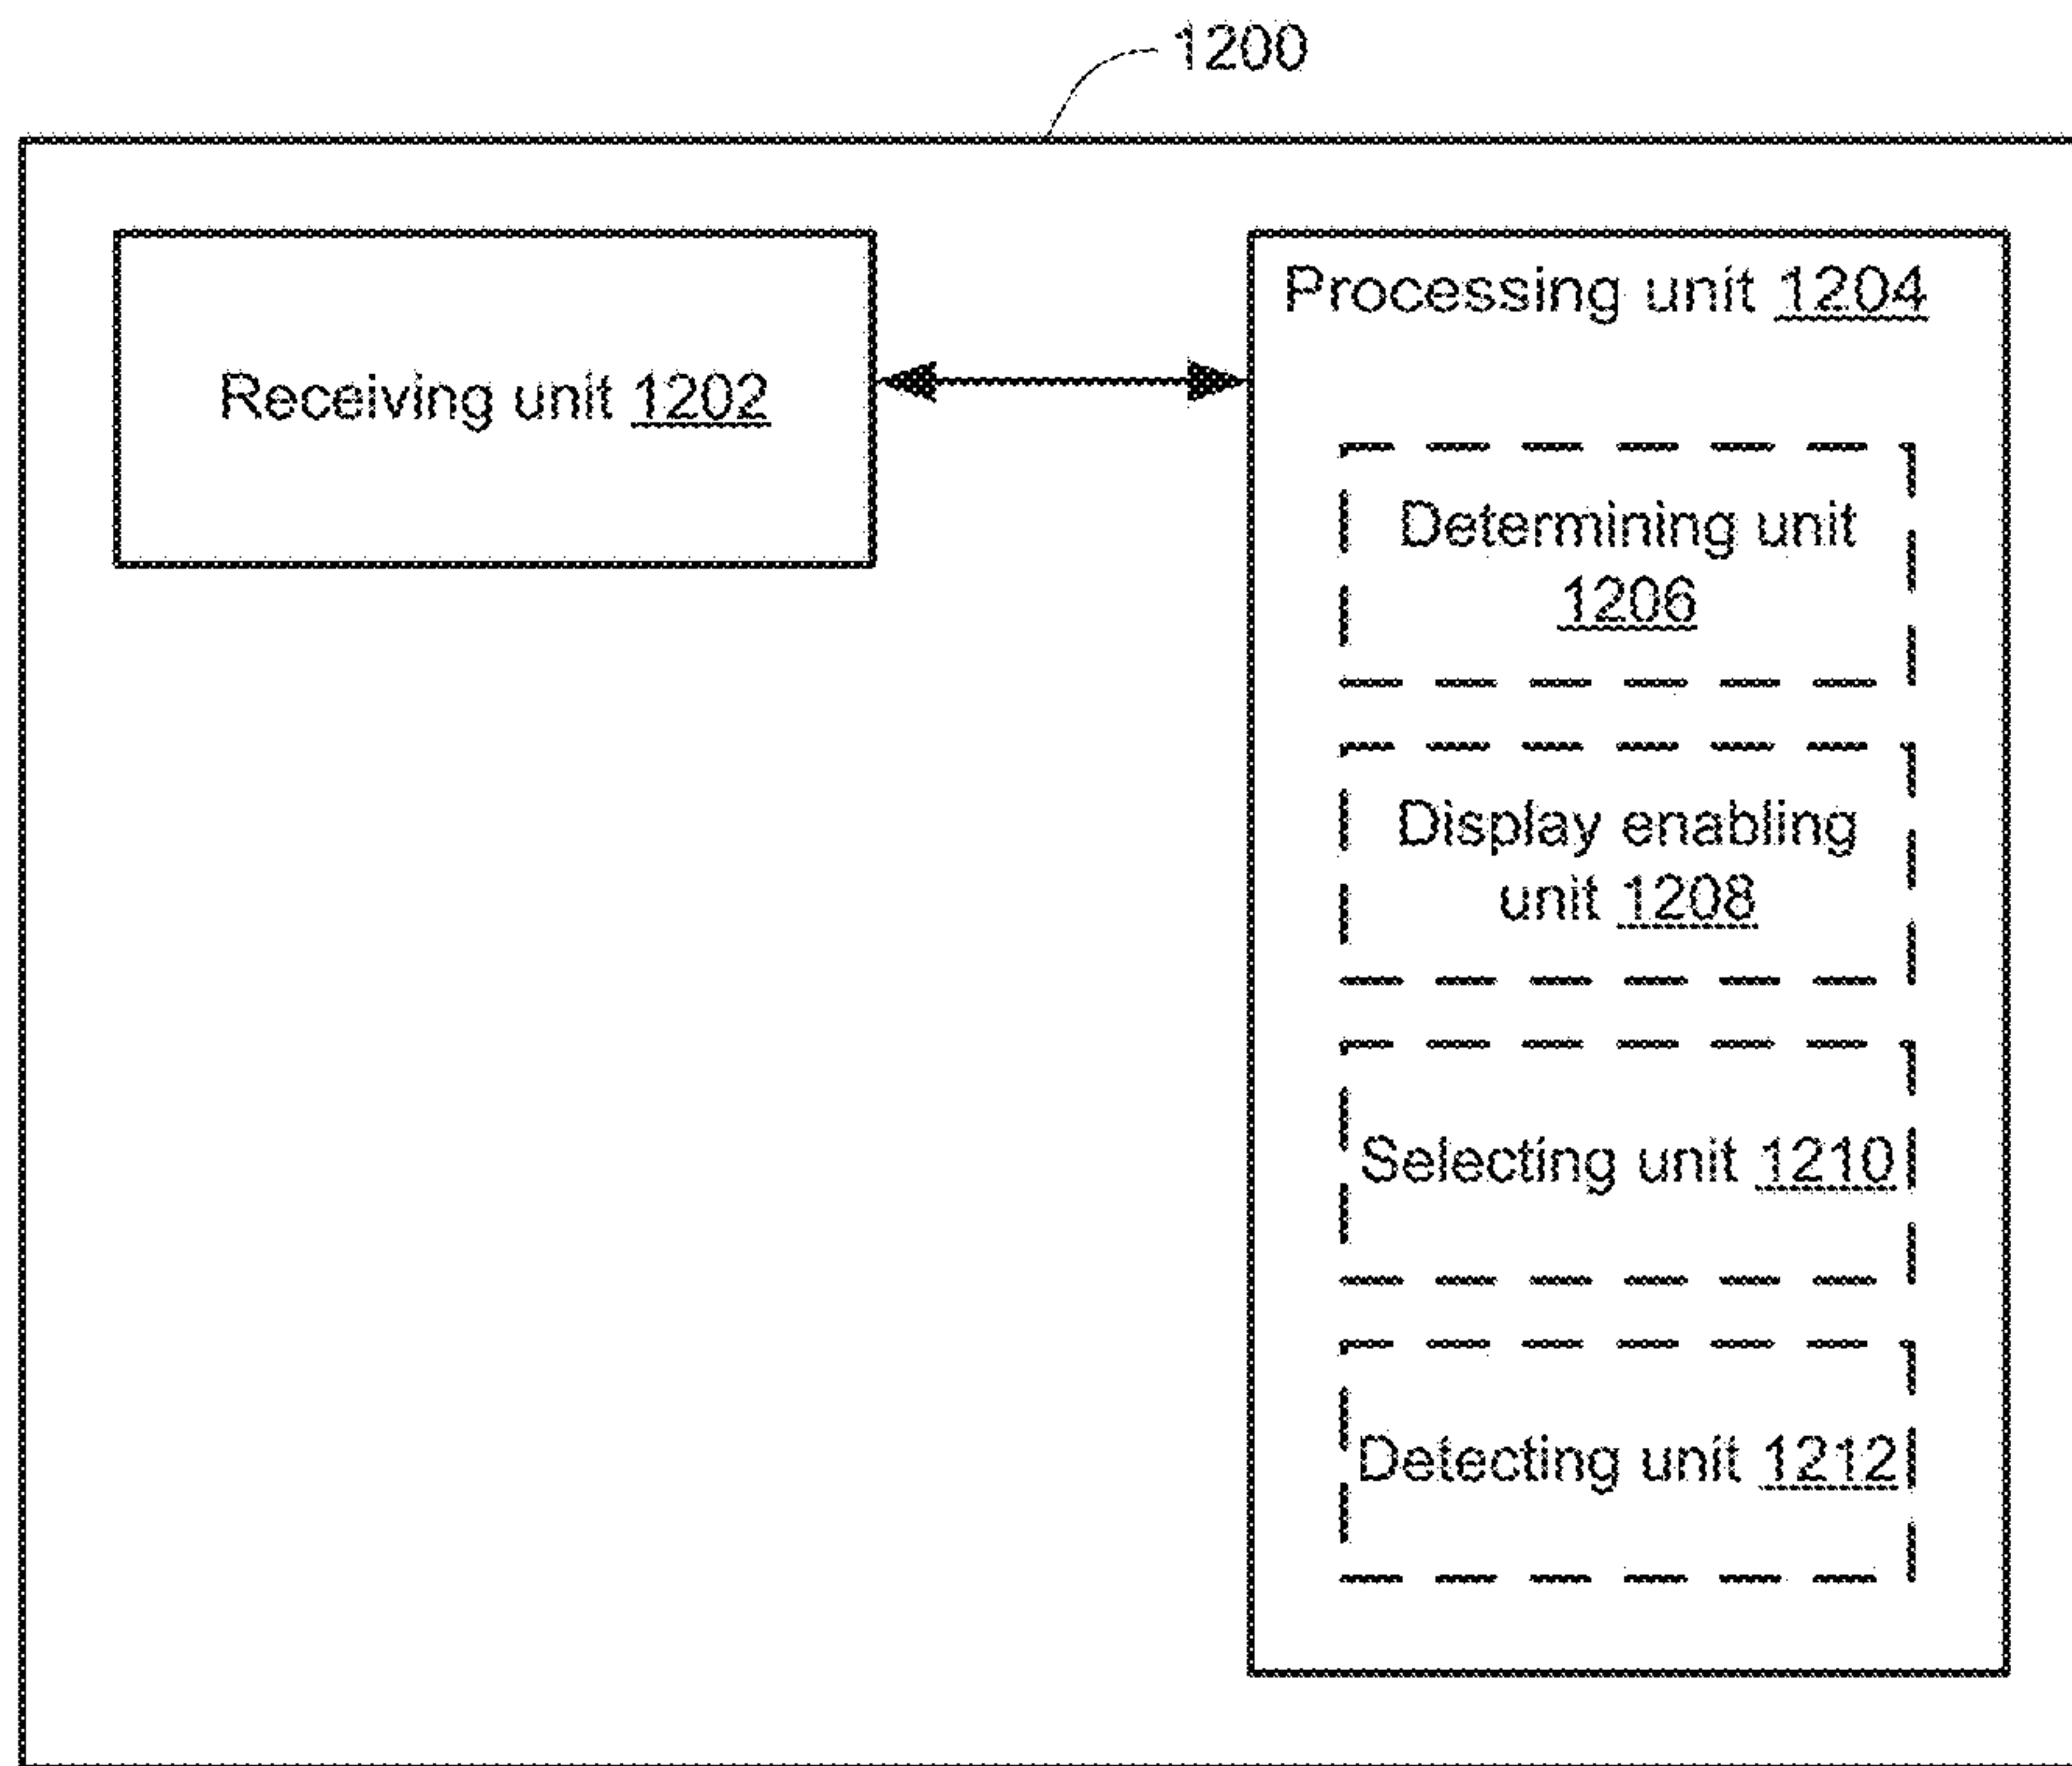 1200
Receiving unit 1202
Processing unit 1204
Determining unit
1206
Display enabling
unit 1208
Selecting unit 1210
Detecting unit 1212